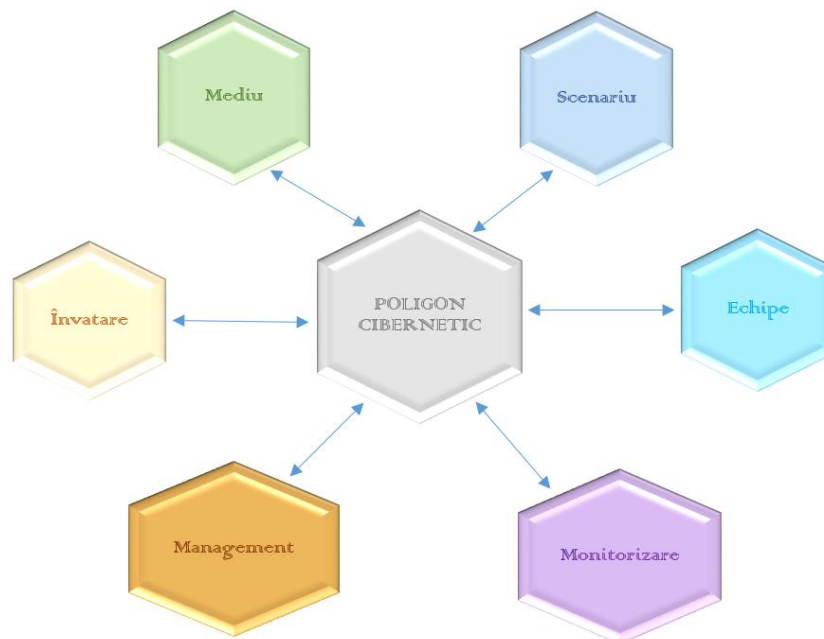 Mediu
Scenariu
Învatare
POLIGON
CIBERNETIC
Echipe
Management
Monitorizare